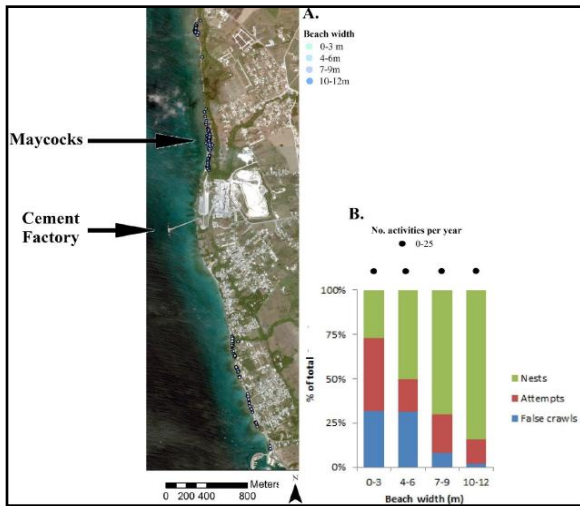 A.
Beach width
0-3 m
4-6m
7-9m
10-12m
Maycocks
Cement
Factory
B.
No. activities per year
0-25
100%
75%
50%
25%
0%
% of total
Nests
Attempts
False crawls
0-3 4-6 7-9 10-12
Beach width (m)
Meters
0 200 400 800
N